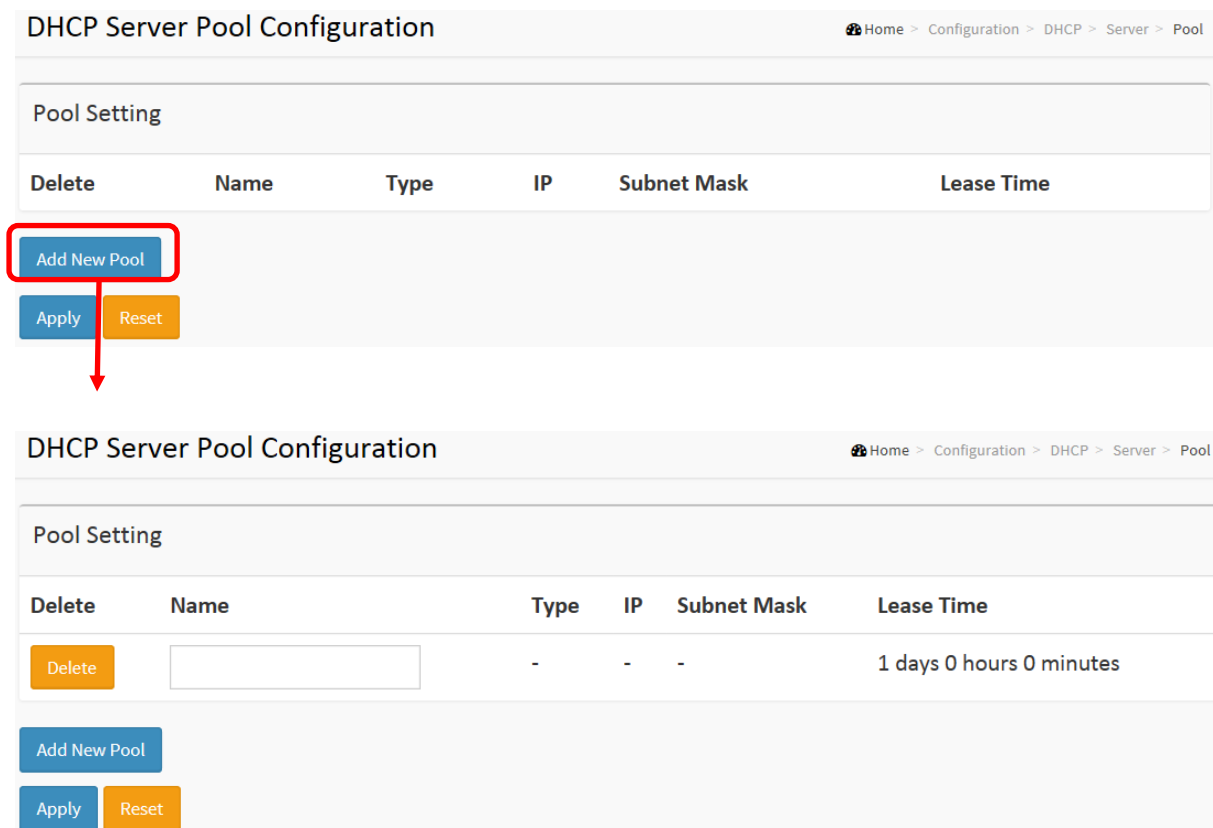 DHCP Server Pool Configuration
Home > Configuration > DHCP > Server > Pool
Pool Setting
Delete Name Type IP Subnet Mask Lease Time
Add New Pool
Apply Reset
DHCP Server Pool Configuration
Home > Configuration > DHCP > Server > Pool
Pool Setting
Delete Name Type IP Subnet Mask Lease Time
Delete - - - 1 days 0 hours 0 minutes
Add New Pool
Apply Reset